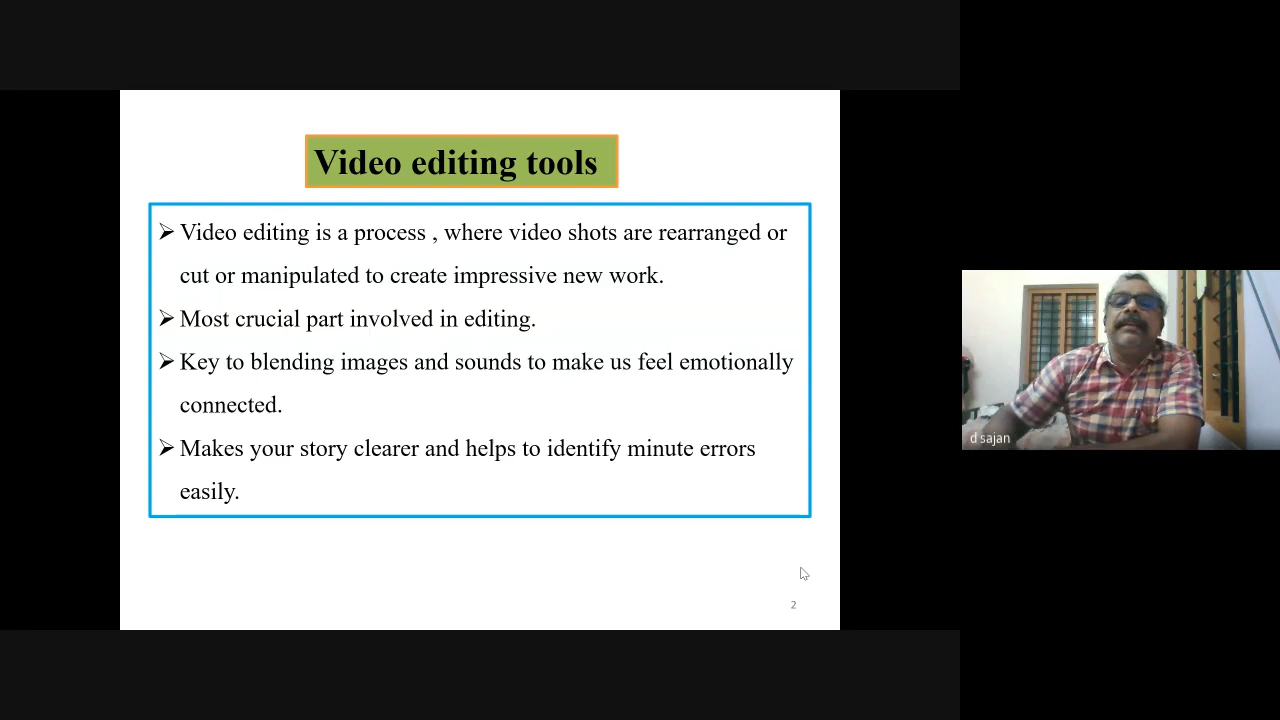 Video editing tools
➢ Video editing is a process , where video shots are rearranged or
cut or manipulated to create impressive new work.
➢ Most crucial part involved in editing.
➢ Key to blending images and sounds to make us feel emotionally
connected.
➢ Makes your story clearer and helps to identify minute errors
easily.
2
d sajan